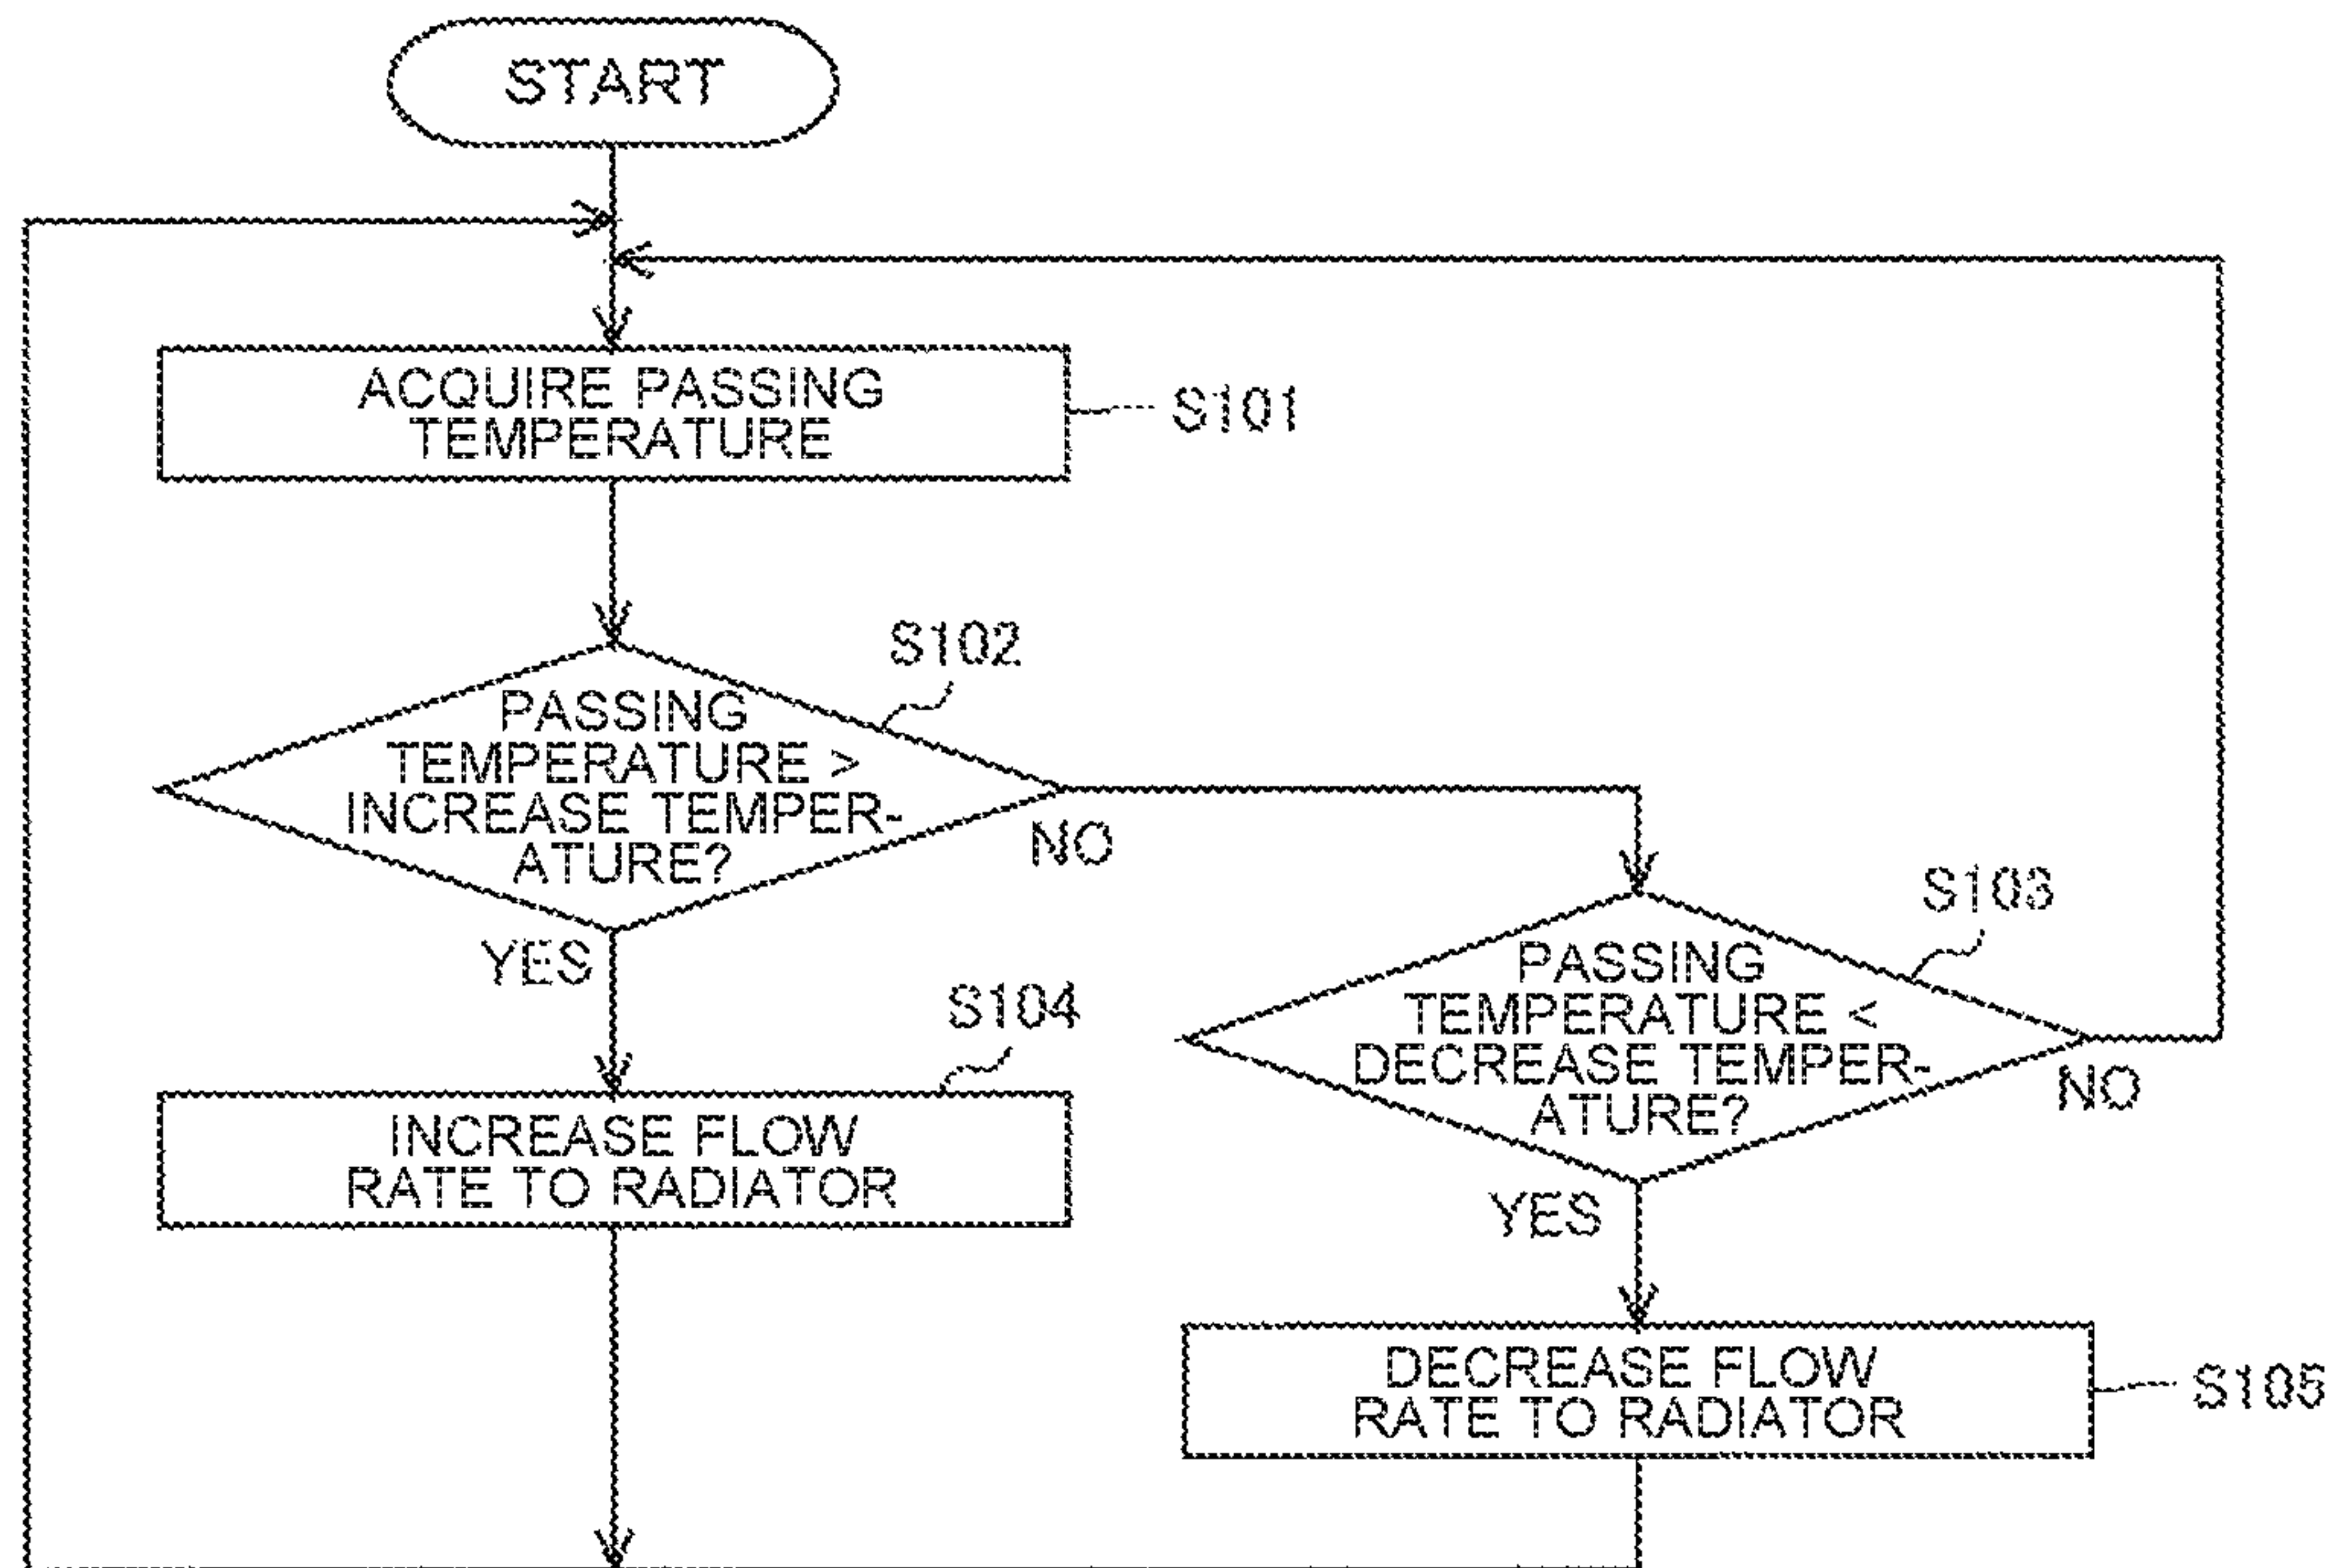 START
ACQUIRE PASSING
TEMPERATURE
S101
S102
PASSING
TEMPERATURE >
INCREASE TEMPER-
ATURE?
NO
YES
S103
PASSING
TEMPERATURE <
DECREASE TEMPER-
ATURE?
NO
YES
S104
INCREASE FLOW
RATE TO RADIATOR
DECREASE FLOW
RATE TO RADIATOR
S105